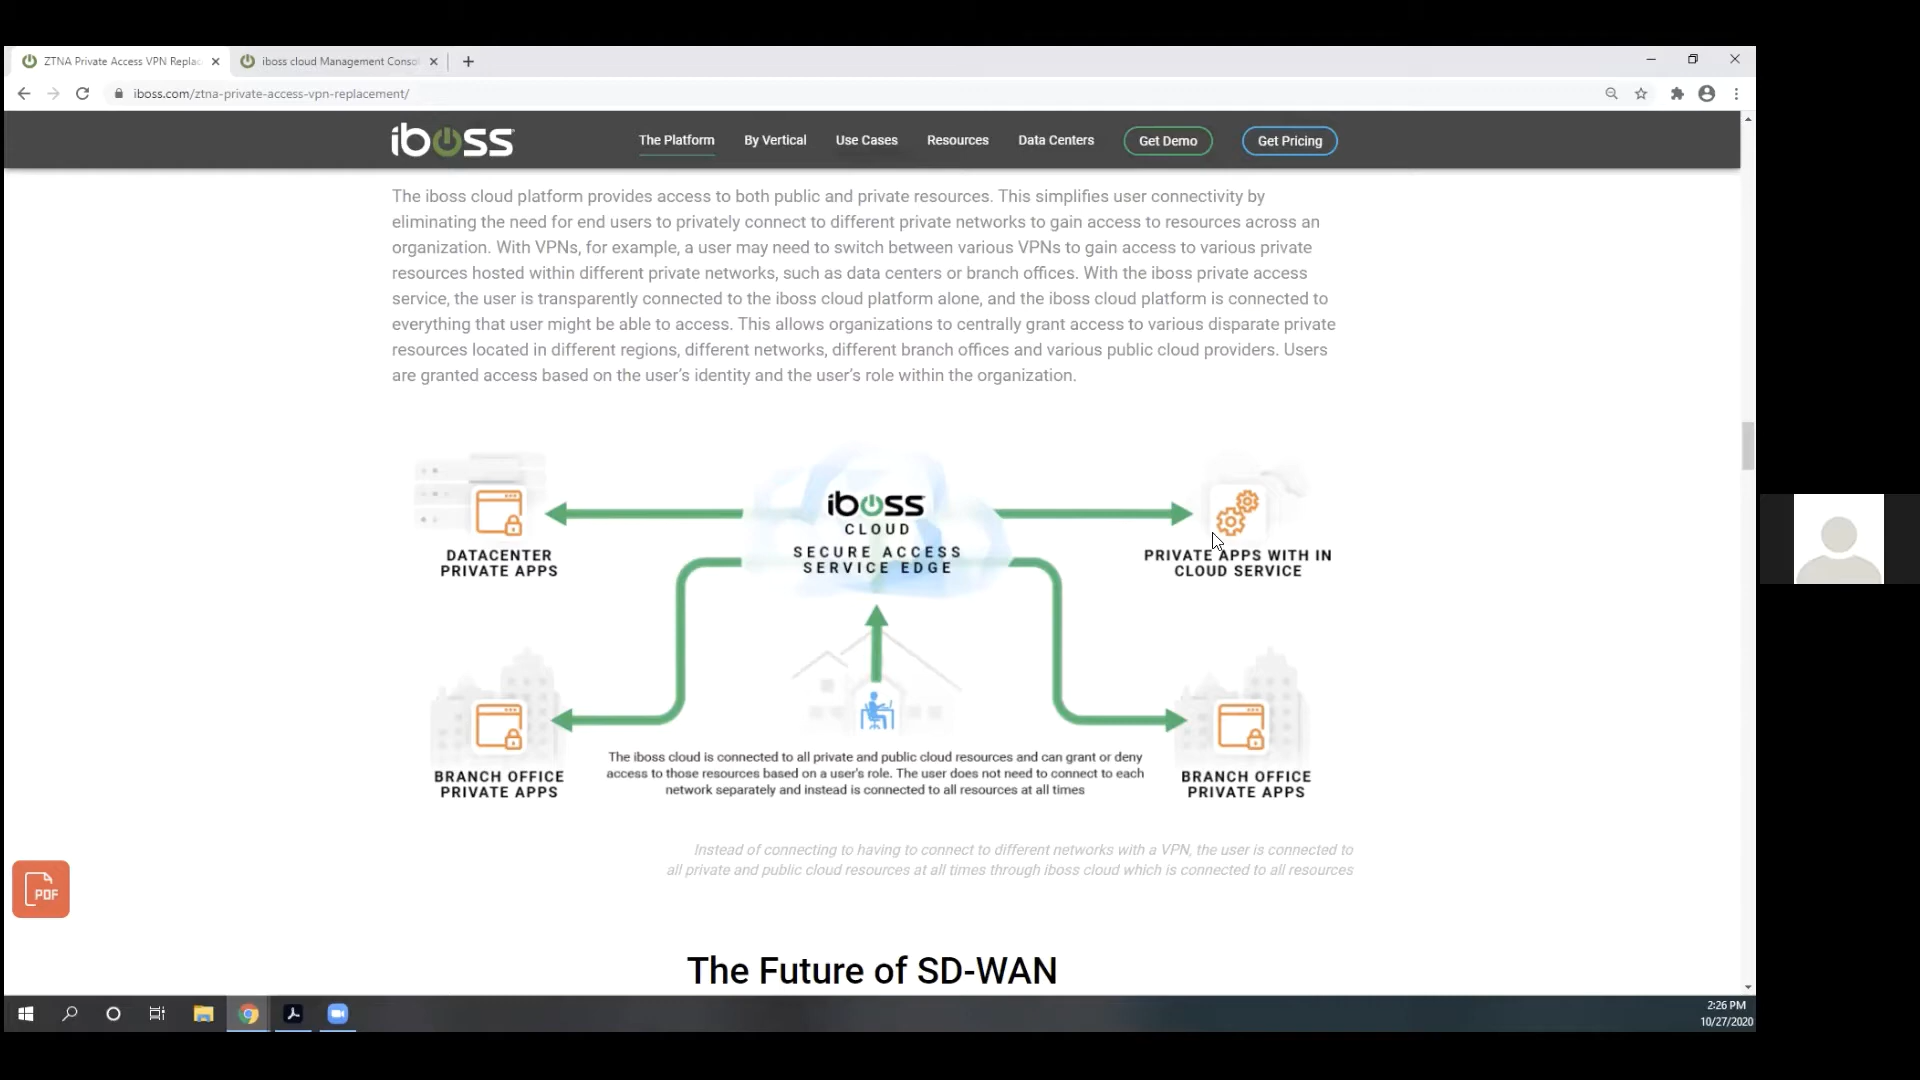 ZTNA Private Access VPN Repla
iboss cloud Management Conso
iboss.com/ztna-private-access-vpn-replacement/
iboss
The Platform
By Vertical
Use Cases
Resources
Data Centers
Get Demo
Get Pricing
The iboss cloud platform provides access to both public and private resources. This simplifies user connectivity by
eliminating the need for end users to privately connect to different private networks to gain access to resources across an
organization. With VPNs, for example, a user may need to switch between various VPNs to gain access to various private
resources hosted within different private networks, such as data centers or branch offices. With the iboss private access
service, the user is transparently connected to the iboss cloud platform alone, and the iboss cloud platform is connected to
everything that user might be able to access. This allows organizations to centrally grant access to various disparate private
resources located in different regions, different networks, different branch offices and various public cloud providers. Users
are granted access based on the user's identity and the user's role within the organization.
iboss
CLOUD
SECURE ACCESS
SERVICE EDGE
DATACENTER
PRIVATE APPS
PRIVATE APPS WITH IN
CLOUD SERVICE
BRANCH OFFICE
PRIVATE APPS
The iboss cloud is connected to all private and public cloud resources and can grant or deny
access to those resources based on a user's role. The user does not need to connect to each
network separately and instead is connected to all resources at all times
BRANCH OFFICE
PRIVATE APPS
Instead of connecting to having to connect to different networks with a VPN, the user is connected to
all private and public cloud resources at all times through iboss cloud which is connected to all resources
PDF
The Future of SD-WAN
2:26 PM
10/27/2020